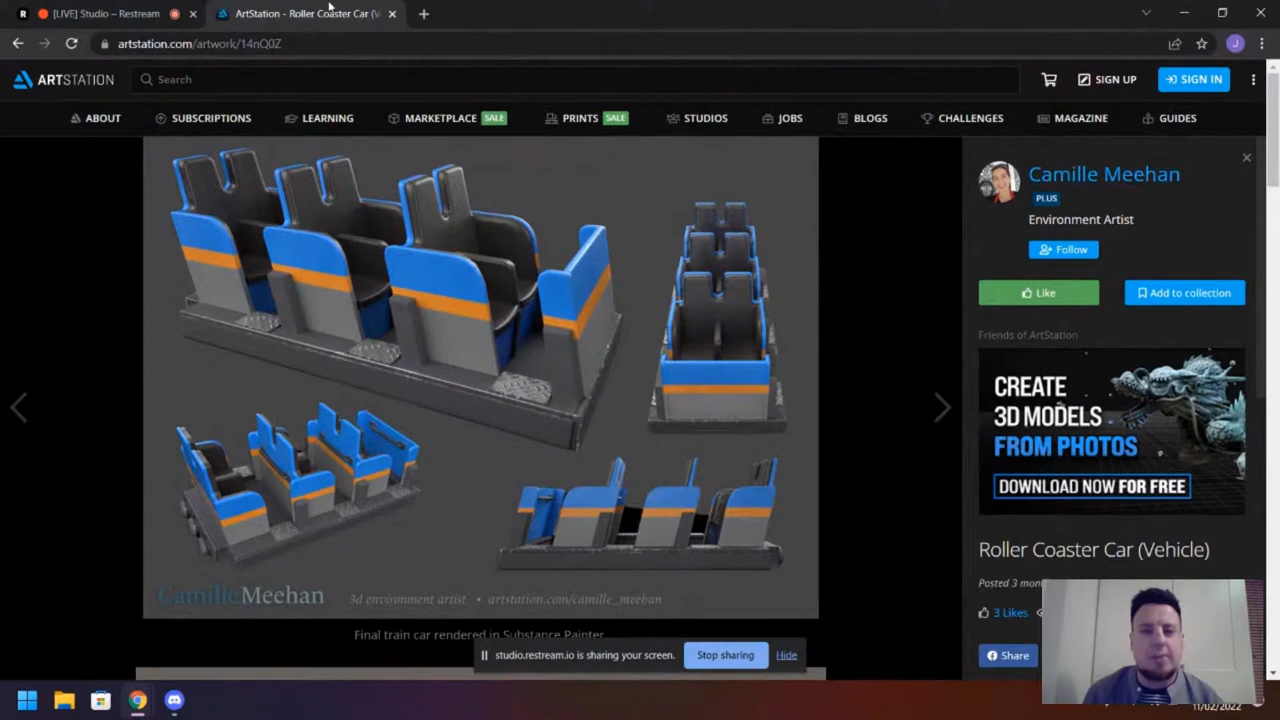 [LIVE] Studio – Restream
ArtStation - Roller Coaster Car (V
artstation.com/artwork/14nQ0Z
J
ARTSTATION
Search
SIGN UP
SIGN IN
ABOUT
SUBSCRIPTIONS
LEARNING
MARKETPLACE SALE
PRINTS SALE
STUDIOS
JOBS
BLOGS
CHALLENGES
MAGAZINE
GUIDES
Camille Meehan
PLUS
Environment Artist
Follow
Like
Add to collection
Friends of ArtStation
CREATE
3D MODELS
FROM PHOTOS
DOWNLOAD NOW FOR FREE
Roller Coaster Car (Vehicle)
Posted 3 mon
3 Likes
Share
CamilleMeehan
3d environment artist • artstation.com/camille_meehan
Final train car rendered in Substance Painter
studio.restream.io is sharing your screen.
Stop sharing
Hide
11/02/2022